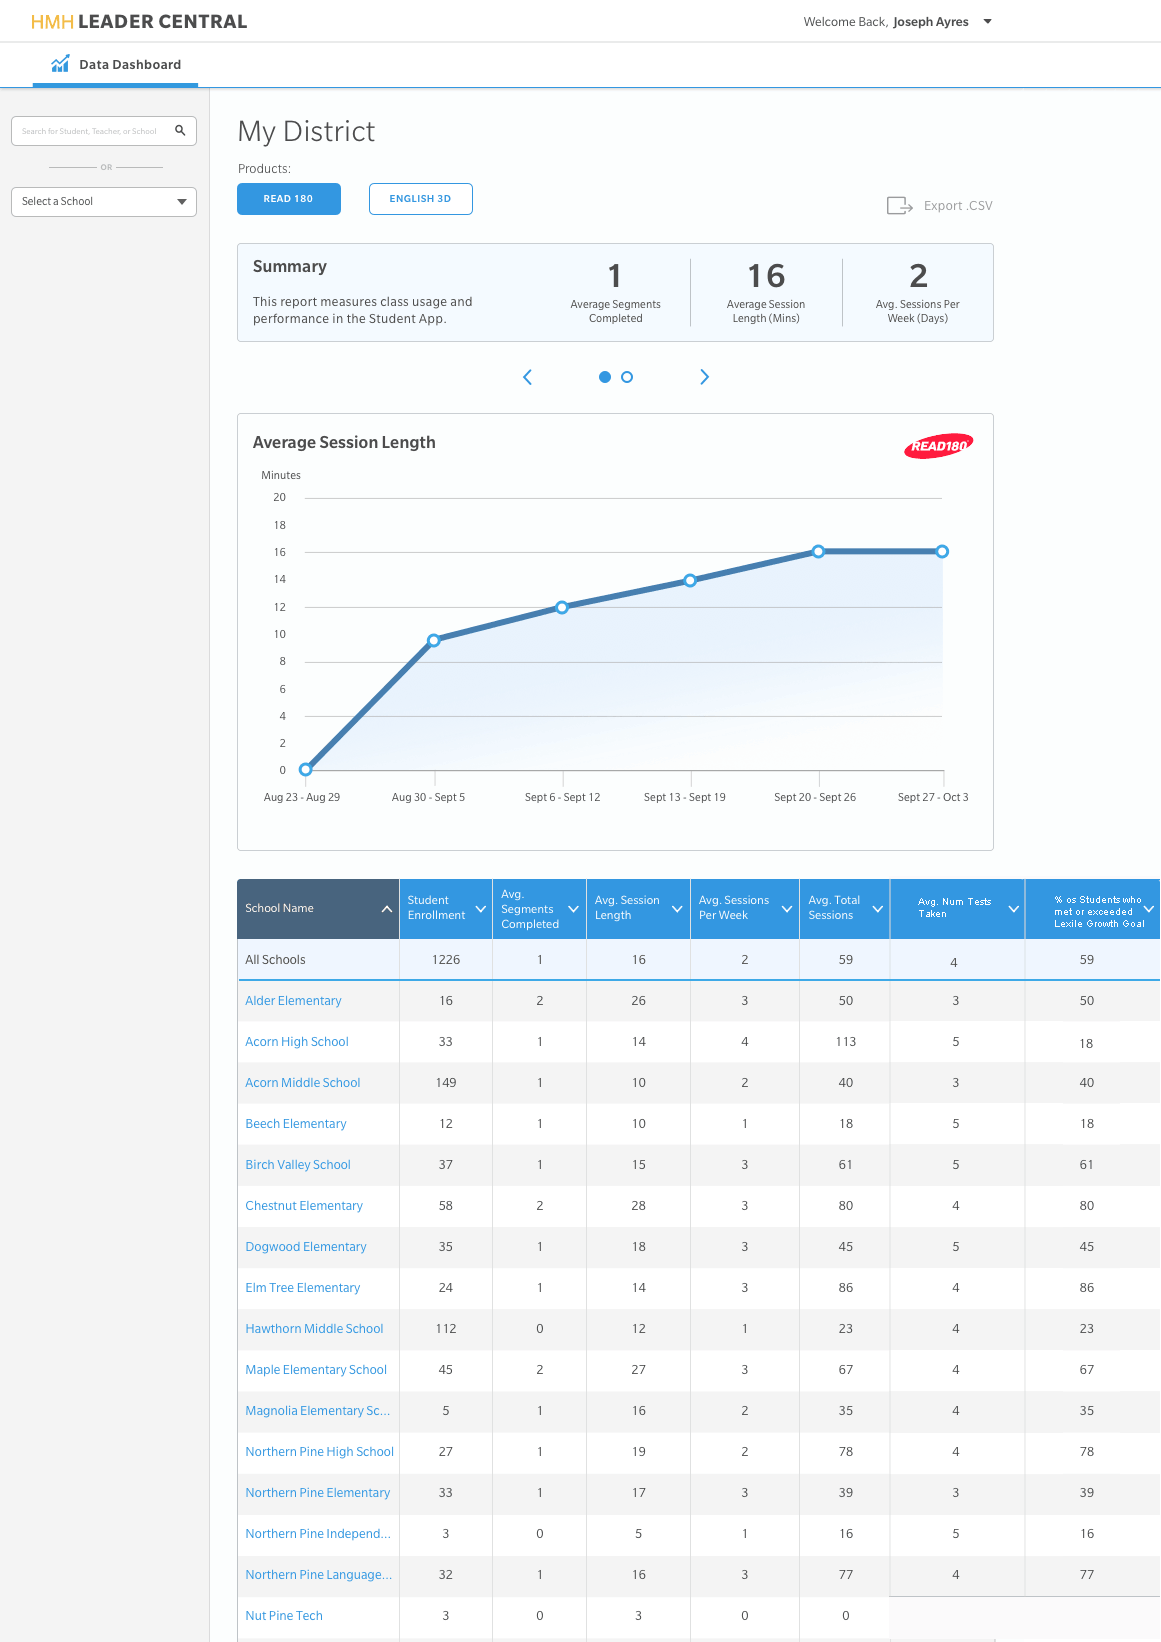 HMH LEADER CENTRAL
Welcome Back, Joseph Ayres
Data Dashboard
Search for Student, Teacher, or School
OR
Select a School
My District
Products:
READ 180
ENGLISH 3D
Export .CSV
Summary
This report measures class usage and
performance in the Student App.
1
Average Segments
Completed
16
Average Session
Length (Mins)
2
Avg. Sessions Per
Week (Days)
Average Session Length
READ180
Minutes
20
18
16
14
12
10
8
6
4
2
0
Aug 23 - Aug 29 Aug 30 - Sept 5 Sept 6 - Sept 12 Sept 13 - Sept 19 Sept 20 - Sept 26 Sept 27 - Oct 3
School Name
Student
Enrollment
Avg.
Segments
Completed
Avg. Session
Length
Avg. Sessions
Per Week
Avg. Total
Sessions
Avg. Num Tests
Taken
% os Students who
met or exceeded
Lexile Growth Goal
All Schools 1226 1 16 2 59 4 59
Alder Elementary 16 2 26 3 50 3 50
Acorn High School 33 1 14 4 113 5 18
Acorn Middle School 149 1 10 2 40 3 40
Beech Elementary 12 1 10 1 18 5 18
Birch Valley School 37 1 15 3 61 5 61
Chestnut Elementary 58 2 28 3 80 4 80
Dogwood Elementary 35 1 18 3 45 5 45
Elm Tree Elementary 24 1 14 3 86 4 86
Hawthorn Middle School 112 0 12 1 23 4 23
Maple Elementary School 45 2 27 3 67 4 67
Magnolia Elementary Sc... 5 1 16 2 35 4 35
Northern Pine High School 27 1 19 2 78 4 78
Northern Pine Elementary 33 1 17 3 39 3 39
Northern Pine Independ... 3 0 5 1 16 5 16
Northern Pine Language... 32 1 16 3 77 4 77
Nut Pine Tech 3 0 3 0 0